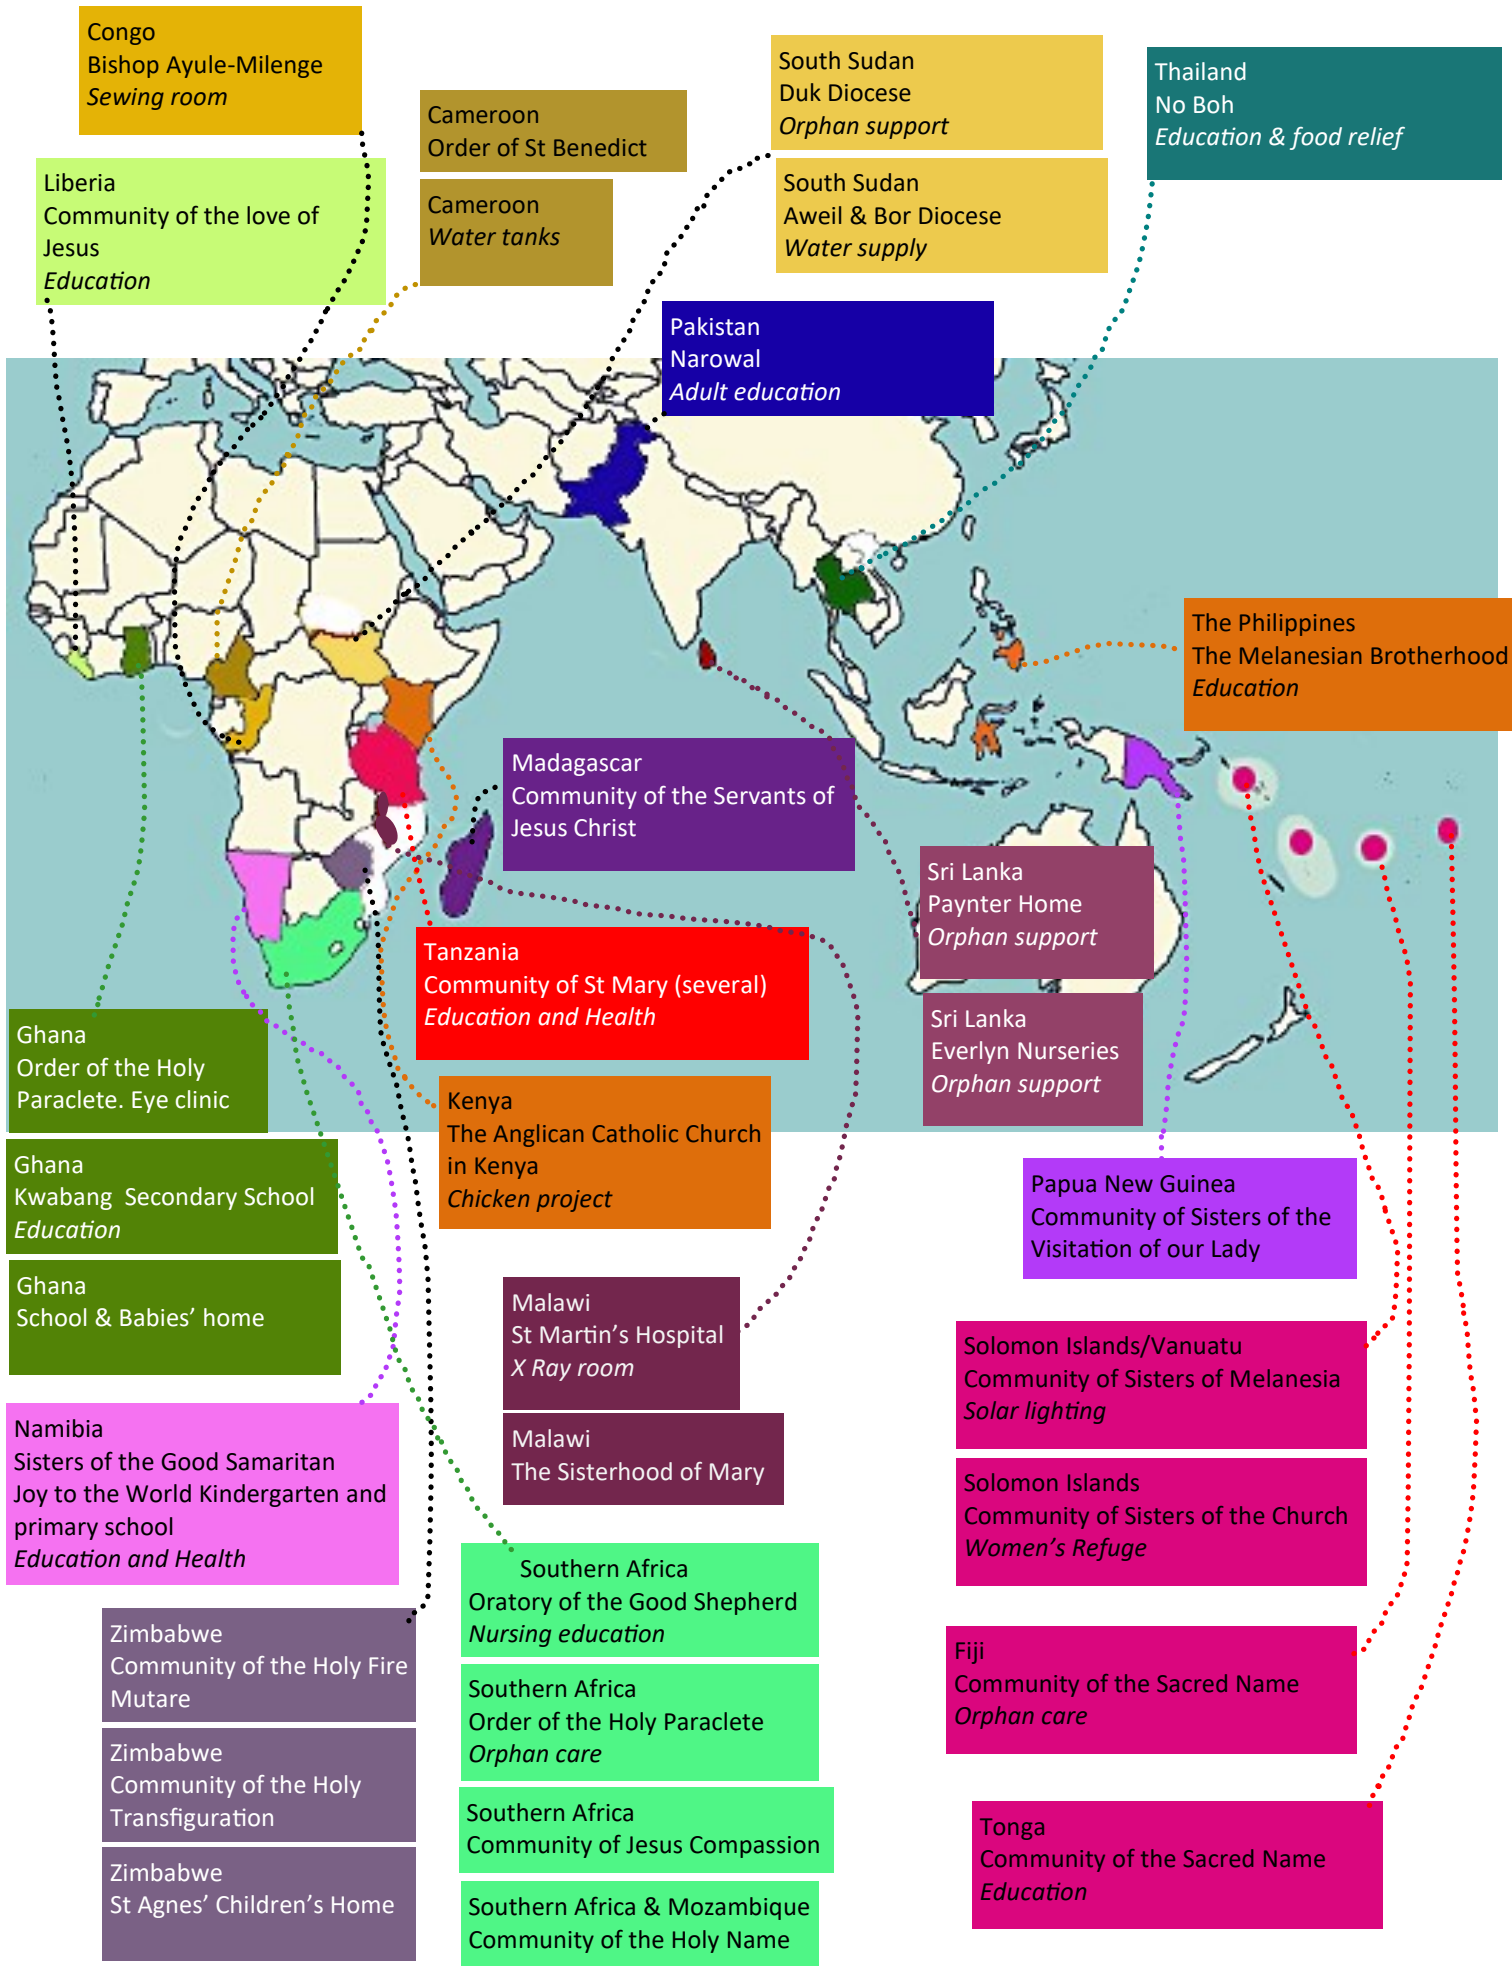 Congo
Bishop Ayule-Milenge
Sewing room
Liberia
Community of the love of
Jesus
Education
Cameroon
Order of St Benedict
Cameroon
Water tanks
South Sudan
Duk Diocese
Orphan support
South Sudan
Aweil & Bor Diocese
Water supply
Thailand
No Boh
Education & food relief
Pakistan
Narowal
Adult education
The Philippines
The Melanesian Brotherhood
Education
Madagascar
Community of the Servants of
Jesus Christ
Sri Lanka
Paynter Home
Orphan support
Sri Lanka
Everlyn Nurseries
Orphan support
Tanzania
Community of St Mary (several)
Education and Health
Ghana
Order of the Holy
Paraclete. Eye clinic
Ghana
Kwabang  Secondary School
Education
Ghana
School & Babies’ home
Kenya
The Anglican Catholic Church
in Kenya
Chicken project
Papua New Guinea
Community of Sisters of the
Visitation of our Lady
Malawi
St Martin’s Hospital
X Ray room
Malawi
The Sisterhood of Mary
Solomon Islands/Vanuatu
Community of Sisters of Melanesia
Solar lighting
Solomon Islands
Community of Sisters of the Church
Women’s Refuge
Namibia
Sisters of the Good Samaritan
Joy to the World Kindergarten and
primary school
Education and Health
Southern Africa
Oratory of the Good Shepherd
Nursing education
Southern Africa
Order of the Holy Paraclete
Orphan care
Southern Africa
Community of Jesus Compassion
Southern Africa & Mozambique
Community of the Holy Name
Zimbabwe
Community of the Holy Fire
Mutare
Zimbabwe
Community of the Holy
Transfiguration
Zimbabwe
St Agnes’ Children’s Home
Fiji
Community of the Sacred Name
Orphan care
Tonga
Community of the Sacred Name
Education